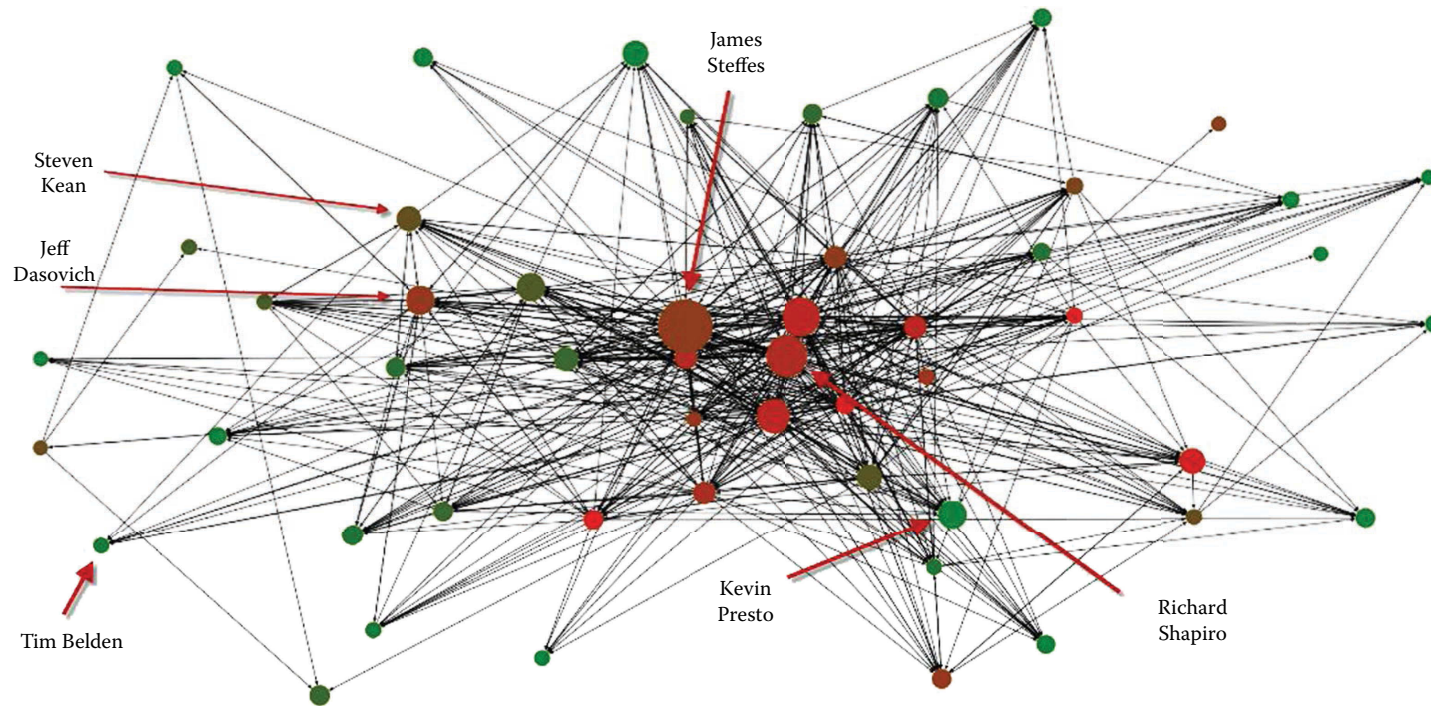 James
Steffes
Steven
Kean
Jeff
Dasovich
Tim Belden
Kevin
Presto
Richard
Shapiro